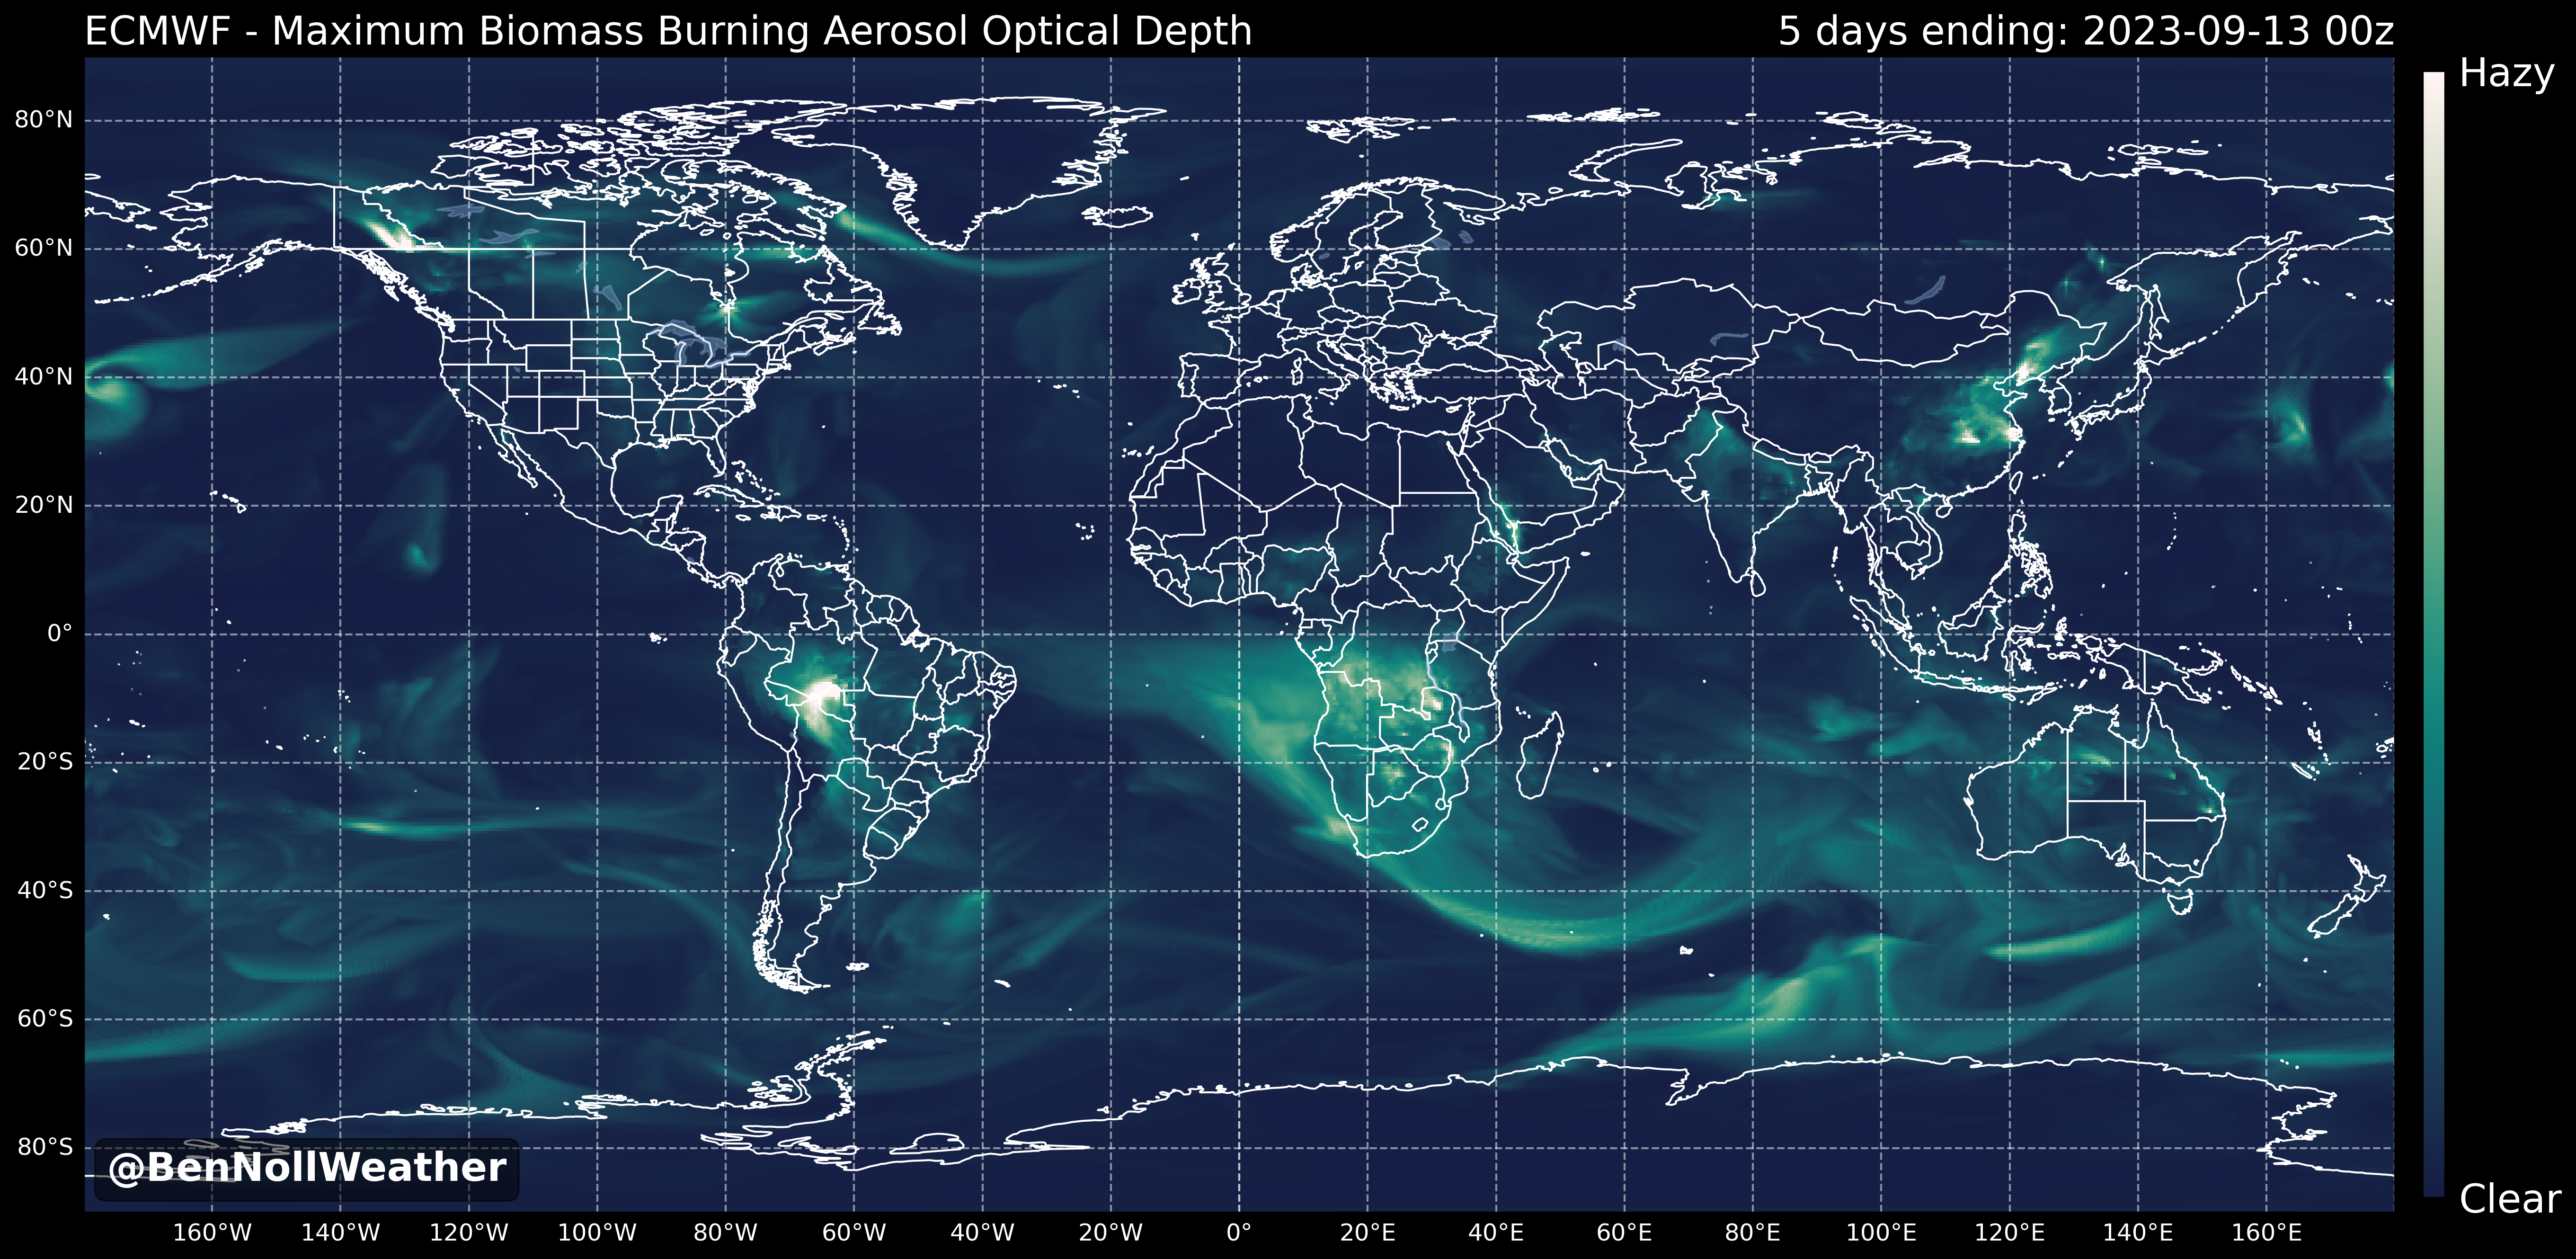 ECMWF - Maximum Biomass Burning Aerosol Optical Depth
5 days ending: 2023-09-13 00z
Hazy
80°N
60°N
40°N
20°N
0°
20°S
40°S
60°S
80°S
@BenNollWeather
Clear
160°W 140°W 120°W 100°W 80°W 60°W 40°W 20°W 0° 20°E 40°E 60°E 80°E 100°E 120°E 140°E 160°E